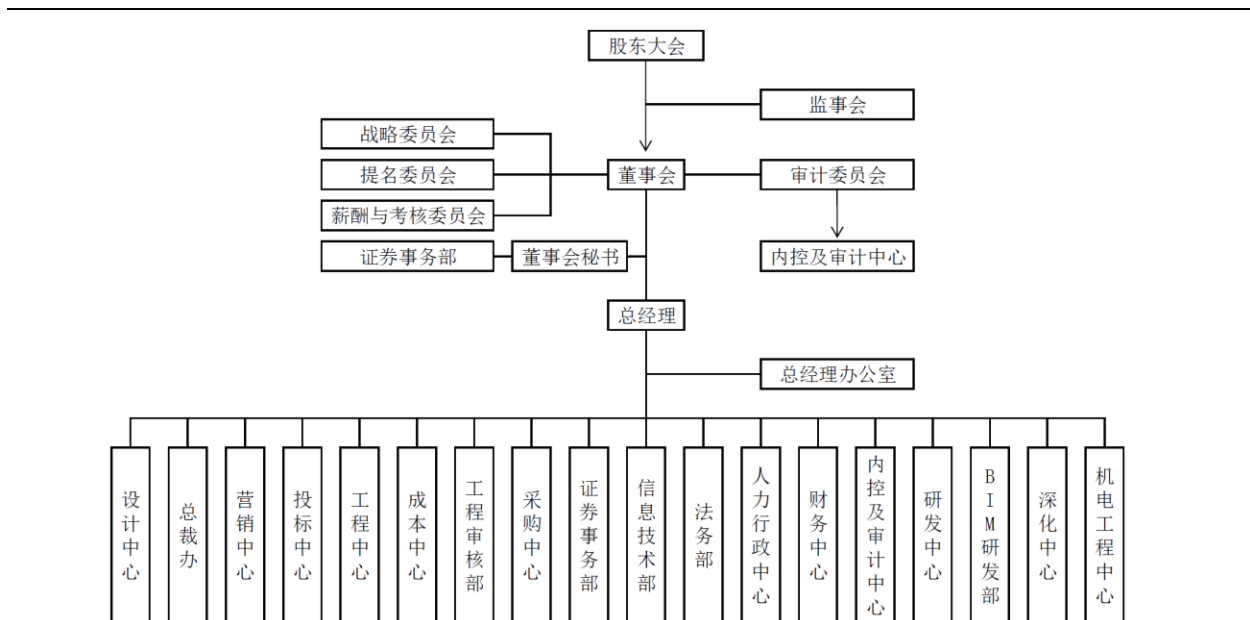 股东大会
监事会
战略委员会
提名委员会
董事会
审计委员会
薪酬与考核委员会
证券事务部
董事会秘书
内控及审计中心
总经理
总经理办公室
设计中心
总裁办
营销中心
投标中心
工程中心
成本中心
工程审核部
采购中心
证券事务部
信息技术部
法务部
人力行政中心
财务中心
内控及审计中心
研发中心
BIM研发部
深化中心
机电工程中心